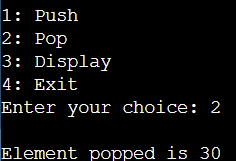 1: Push
2: Pop
3: Display
4: Exit
Enter your choice: 2
Element popped is 30